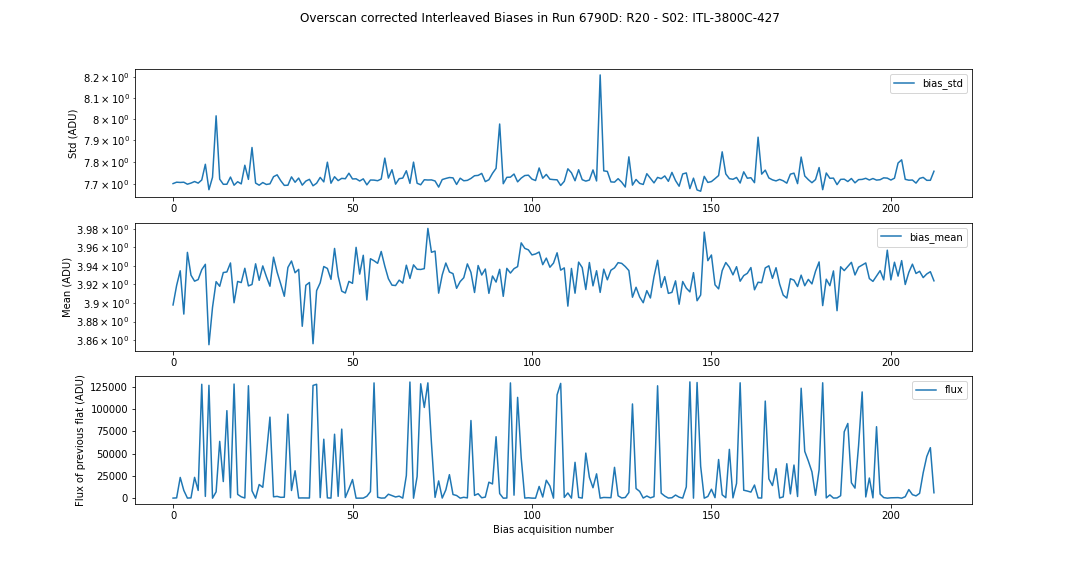 Overscan corrected Interleaved Biases in Run 6790D: R20 - S02: ITL-3800C-427
8.2 × 10⁰
8.1 × 10⁰
8 × 10⁰
7.9 × 10⁰
7.8 × 10⁰
7.7 × 10⁰
Std (ADU)
bias_std
0 50 100 150 200
3.98 × 10⁰
3.96 × 10⁰
3.94 × 10⁰
3.92 × 10⁰
3.9 × 10⁰
3.88 × 10⁰
3.86 × 10⁰
Mean (ADU)
bias_mean
0 50 100 150 200
125000
100000
75000
50000
25000
0
Flux of previous flat (ADU)
flux
0 50 100 150 200
Bias acquisition number